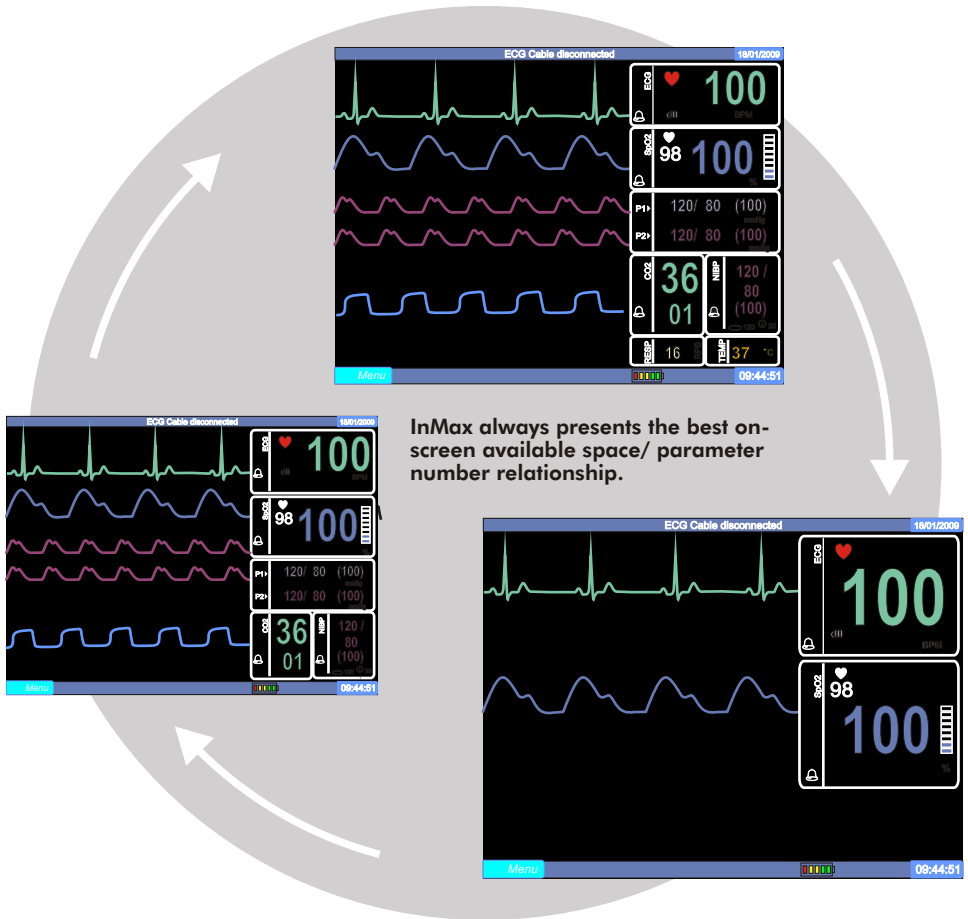 ECG Cable disconnected 18/01/2009
ECG 100
dII BPM
SpO2 98 100
%
P1 120/ 80 (100)
mmHg
P2 120/ 80 (100)
mmHg
CO2 36 01
NIBP 120 /
80
(100)
120
RESP 16
TEMP 37 °C
Menu 09:44:51
ECG Cable disconnected 18/01/2009
ECG 100
dII BPM
SpO2 98 100
%
P1 120/ 80 (100)
mmHg
P2 120/ 80 (100)
mmHg
CO2 36 01
NIBP 120 /
80
(100)
Menu 09:44:51
InMax always presents the best on-
screen available space/ parameter
number relationship.
ECG Cable disconnected 18/01/2009
ECG 100
dII BPM
SpO2 98
100
%
Menu 09:44:51